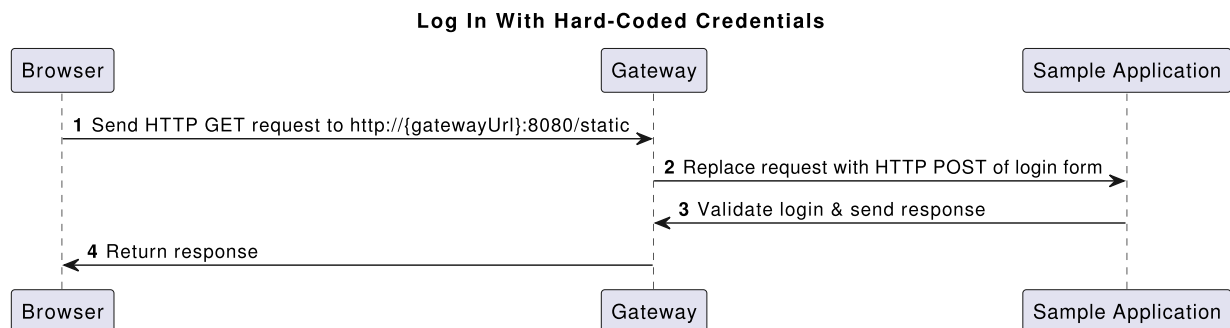 Log In With Hard-Coded Credentials
Browser
Gateway
Sample Application
1 Send HTTP GET request to http://{gatewayUrl}:8080/static
2 Replace request with HTTP POST of login form
3 Validate login & send response
4 Return response
Browser
Gateway
Sample Application